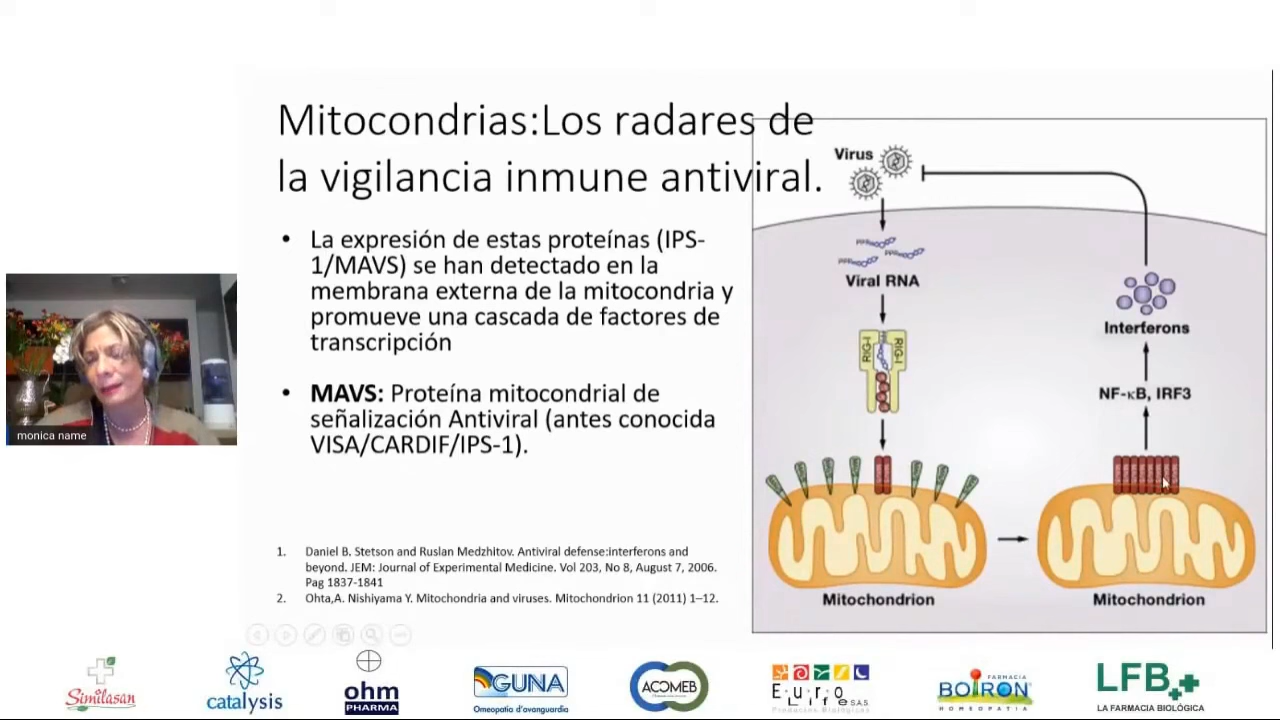 Mitocondrias:Los radares de
la vigilancia inmune antiviral.
• La expresión de estas proteínas (IPS-
1/MAVS) se han detectado en la
membrana externa de la mitocondria y
promueve una cascada de factores de
transcripción
• MAVS: Proteína mitocondrial de
señalización Antiviral (antes conocida
VISA/CARDIF/IPS-1).
1. Daniel B. Stetson and Ruslan Medzhitov. Antiviral defense:interferons and
beyond. JEM: Journal of Experimental Medicine. Vol 203, No 8, August 7, 2006.
Pag 1837-1841
2. Ohta,A. Nishiyama Y. Mitochondria and viruses. Mitochondrion 11 (2011) 1–12.
Virus
Viral RNA
RIG-I
RIG-I
Mitochondrion
Interferons
NF-κB, IRF3
Mitochondrion
monica name
Similasan
catalysis
ohm
PHARMA
GUNA
Omeopatia d'avanguardia
ACOMEB
Euro
Life S.A.S.
Productos Biológicos
FARMACIA
BOIRON
HOMEOPATIA
LFB
LA FARMACIA BIOLÓGICA